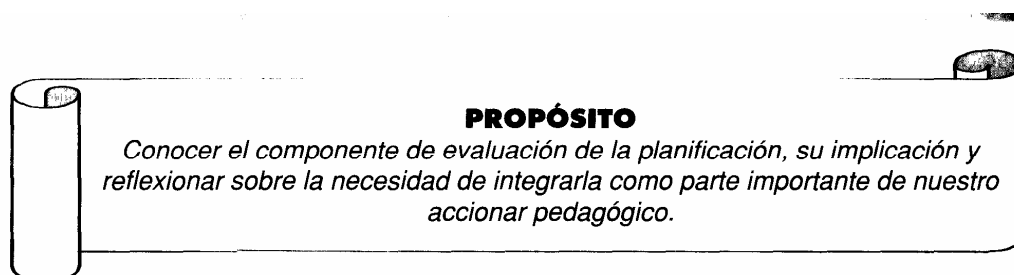 PROPÓSITO
Conocer el componente de evaluación de la planificación, su implicación y
reflexionar sobre la necesidad de integrarla como parte importante de nuestro
accionar pedagógico.